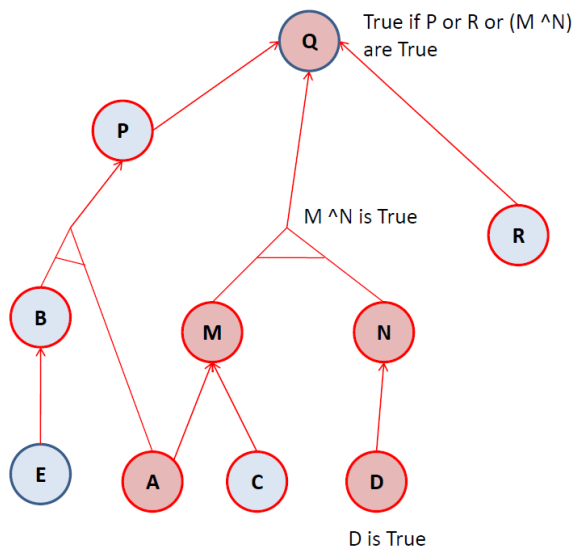 Q
True if P or R or (M ^N)
are True
P
M ^N is True
R
B
M
N
E
A
C
D
D is True